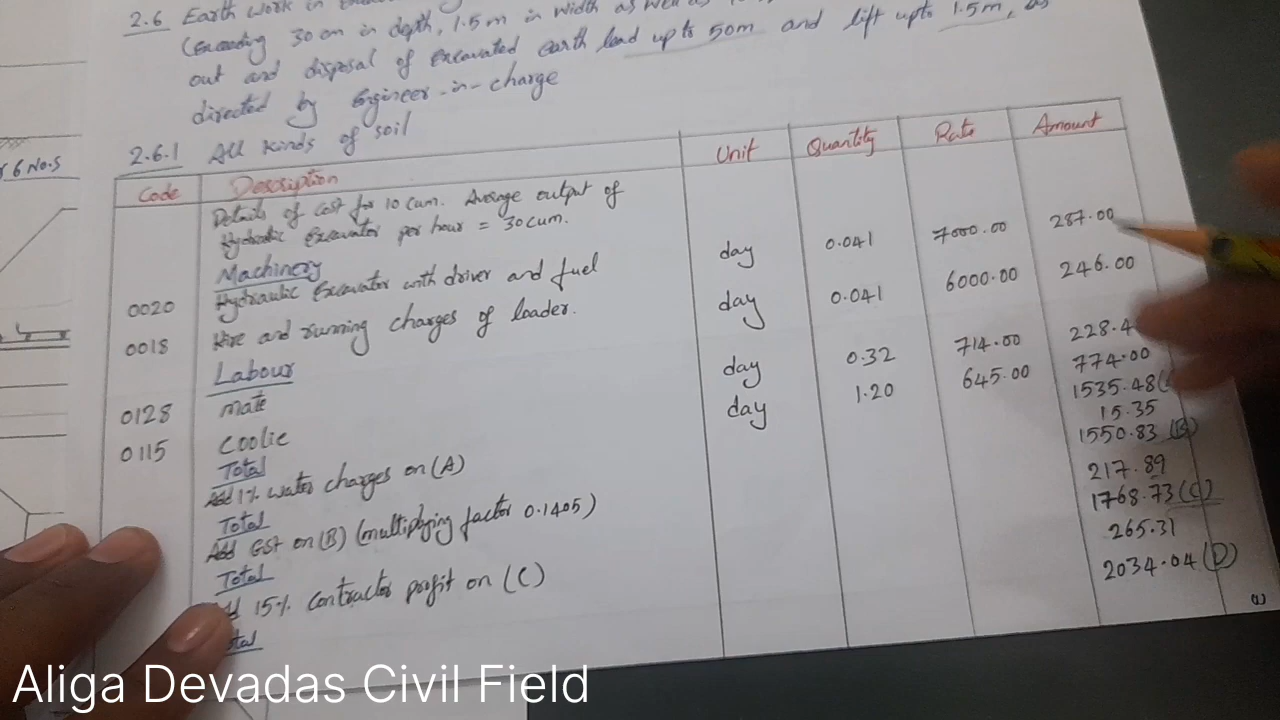 2.6 Earth work in
(Exceeding 30 cm in depth, 1.5 m in width as well as
out and disposal of excavated earth lead upto 50m and lift upto 1.5m, as
directed by Engineer-in-charge
2.6.1 All kinds of soil
6 No.s
Code Description Unit Quantity Rate Amount
Details of cost for 10 cum. Average output of
Hydraulic Excavator per hour = 30 cum.
Machinery
0020 Hydraulic Excavator with driver and fuel day 0.041 7000.00 287.00
0018 Hire and running charges of loader. day 0.041 6000.00 246.00
Labour
0128 mate day 0.32 714.00 228.4
0115 Coolie day 1.20 645.00 774.00
Total 1535.48 (
Add 1% water charges on (A) 15.35
Total 1550.83 (B)
Add GST on (B) (multiplying factor 0.1405) 217.89
Total 1768.73 (C)
15% contractor profit on (C) 265.31
2034.04 (D)
(1)
Aliga Devadas Civil Field